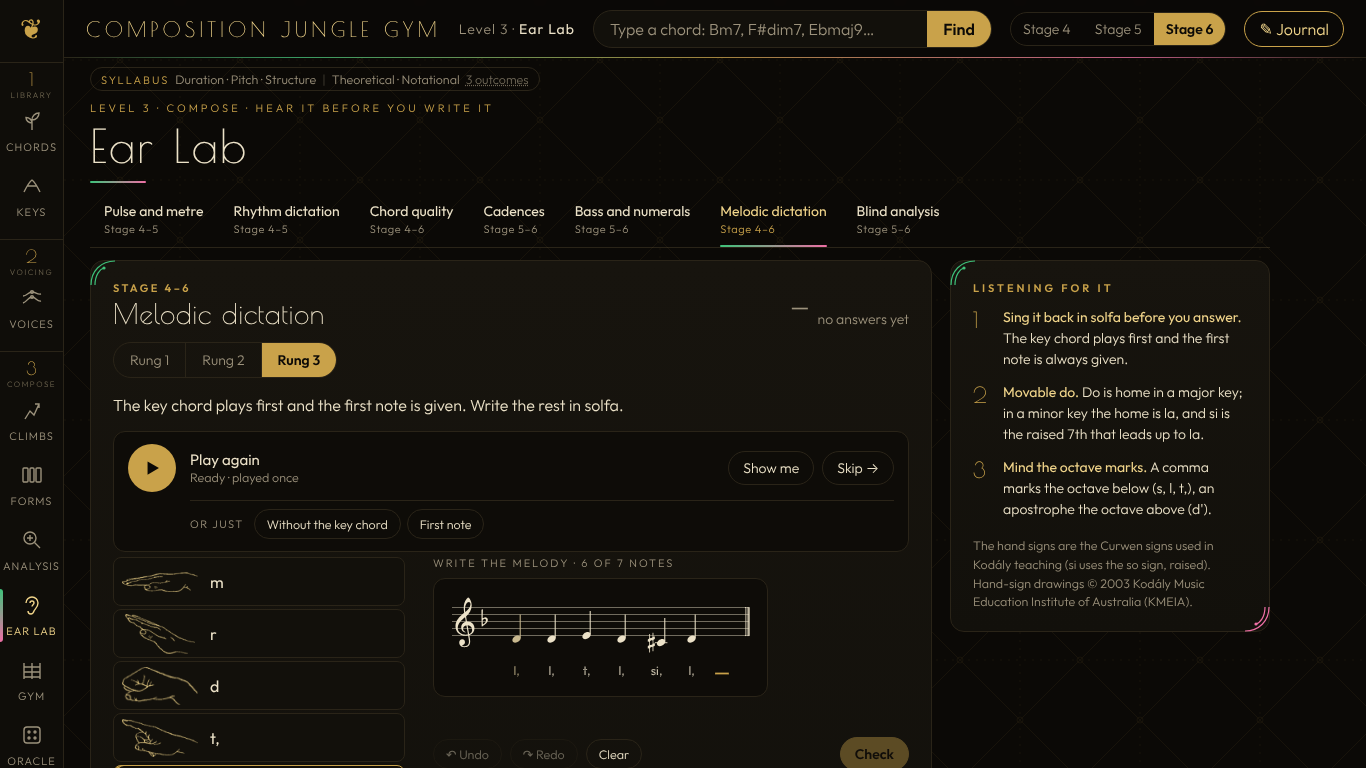 COMPOSITION JUNGLE GYM
Level 3 · Ear Lab
Type a chord: Bm7, F#dim7, Ebmaj9...
Find
Stage 4
Stage 5
Stage 6
✎ Journal
1
LIBRARY
CHORDS
KEYS
2
VOICING
VOICES
3
COMPOSE
CLIMBS
FORMS
ANALYSIS
EAR LAB
GYM
ORACLE
SYLLABUS Duration · Pitch · Structure | Theoretical · Notational 3 outcomes
LEVEL 3 · COMPOSE · HEAR IT BEFORE YOU WRITE IT
Ear Lab
Pulse and metre
Stage 4–5
Rhythm dictation
Stage 4–5
Chord quality
Stage 4–6
Cadences
Stage 5–6
Bass and numerals
Stage 5–6
Melodic dictation
Stage 4–6
Blind analysis
Stage 5–6
STAGE 4–6
Melodic dictation
— no answers yet
Rung 1
Rung 2
Rung 3
The key chord plays first and the first note is given. Write the rest in solfa.
Play again
Ready · played once
Show me
Skip →
OR JUST
Without the key chord
First note
m
r
d
t,
WRITE THE MELODY · 6 OF 7 NOTES
l, l, t, l, si, l,
↶ Undo
↷ Redo
Clear
Check
LISTENING FOR IT
1
Sing it back in solfa before you answer.
The key chord plays first and the first
note is always given.
2
Movable do. Do is home in a major key;
in a minor key the home is la, and si is
the raised 7th that leads up to la.
3
Mind the octave marks. A comma
marks the octave below (s, l, t,), an
apostrophe the octave above (d').
The hand signs are the Curwen signs used in
Kodály teaching (si uses the so sign, raised).
Hand-sign drawings © 2003 Kodály Music
Education Institute of Australia (KMEIA).